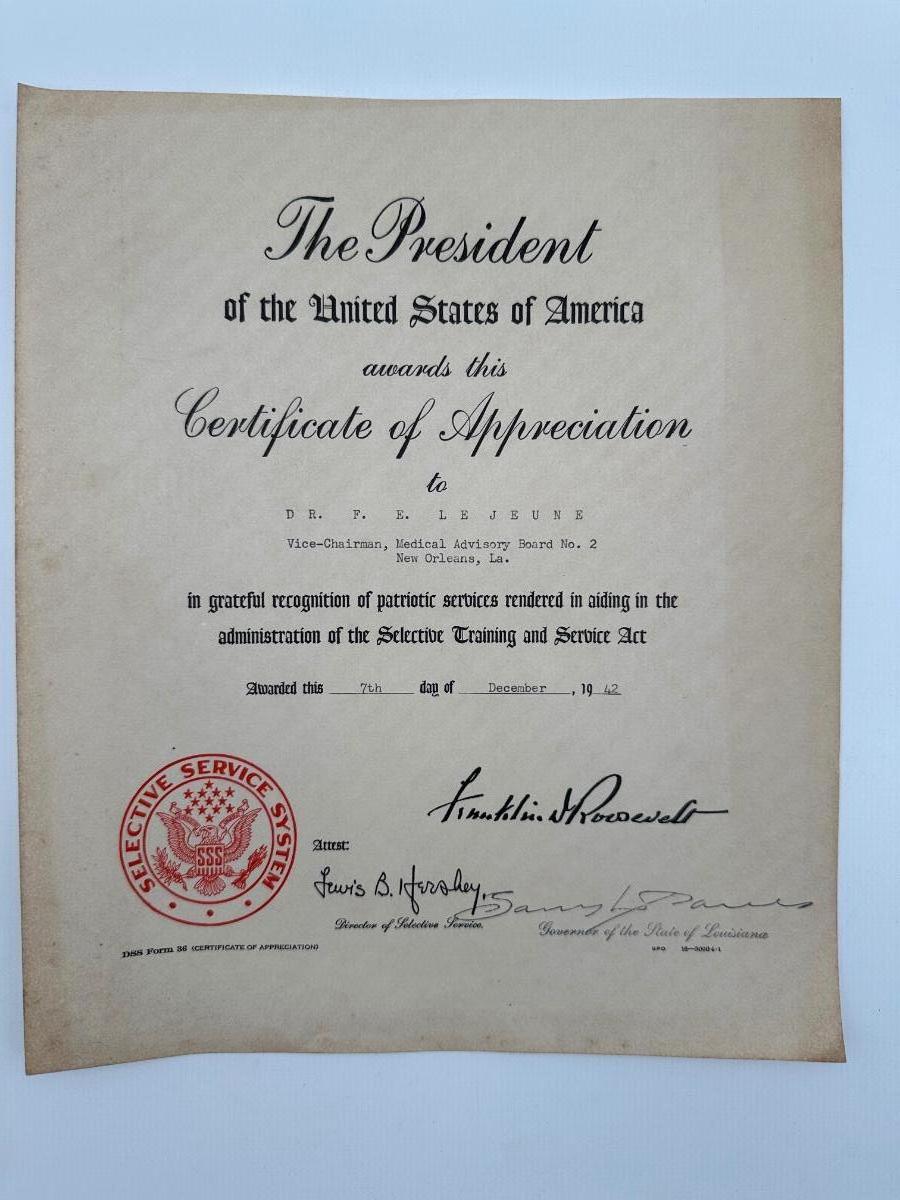 The President
of the United States of America
awards this
Certificate of Appreciation
to
DR. F. E. LE JEUNE
Vice-Chairman, Medical Advisory Board No. 2
New Orleans, La.
in grateful recognition of patriotic services rendered in aiding in the
administration of the Selective Training and Service Act
Awarded this 7th day of December, 19 42
SELECTIVE SERVICE SYSTEM
SSS
Franklin D Roosevelt
Attest:
Lewis B. Hershey.
Director of Selective Service.
Governor of the State of Louisiana
DSS Form 36 (CERTIFICATE OF APPRECIATION)
GPO